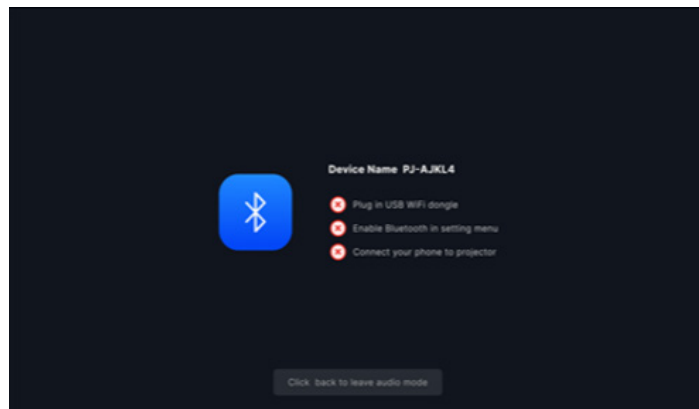 Device Name PJ-AJKL4
Plug in USB WiFi dongle
Enable Bluetooth in setting menu
Connect your phone to projector
Click back to leave audio mode